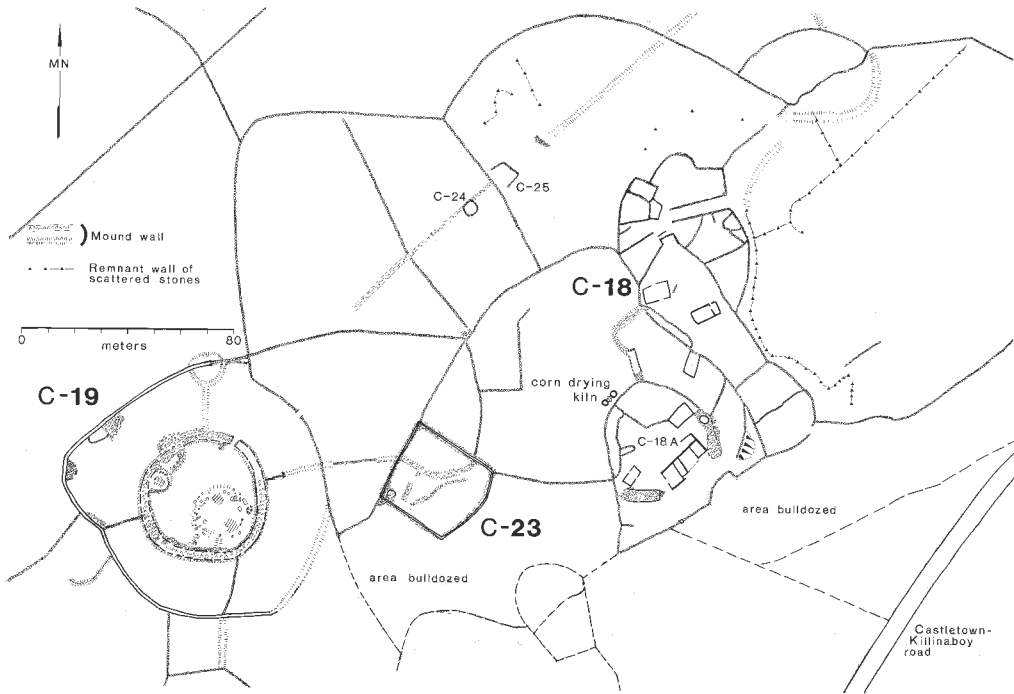 MN
C-25
C-24
Mound wall
Remnant wall of
scattered stones
C-18
0 80
meters
C-19
corn drying
kiln
C-18A
C-23
area bulldozed
area bulldozed
Castletown-
Killinaboy
road